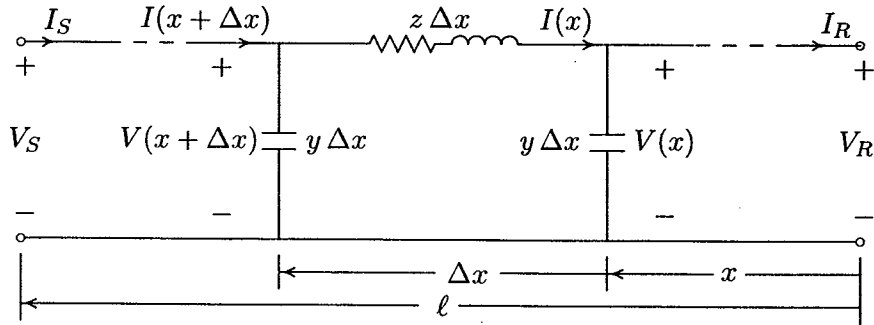 I_S I(x + Δx) z Δx I(x) I_R
+ + + +
V_S V(x + Δx) y Δx y Δx V(x) V_R
− − − −
Δx x
ℓ